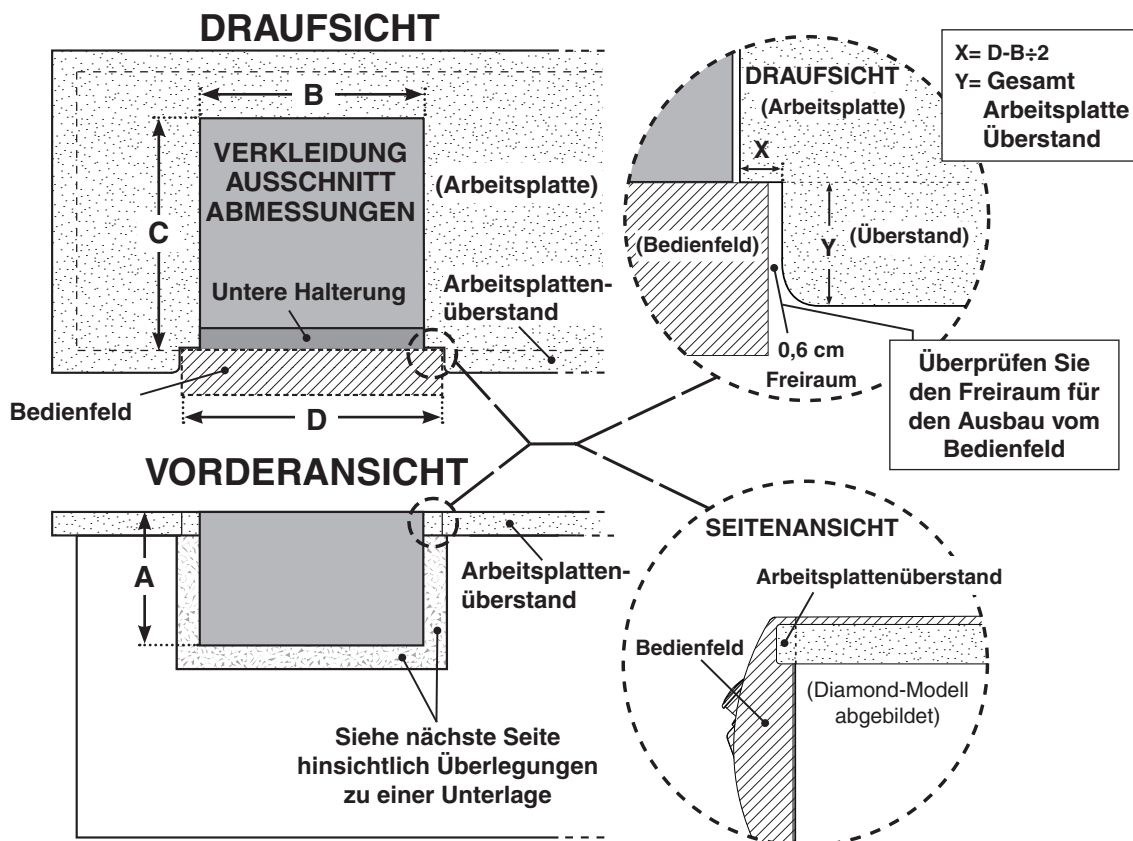 DRAUFSICHT
B
VERKLEIDUNG
AUSSCHNITT
ABMESSUNGEN
(Arbeitsplatte)
C
Untere Halterung
Arbeitsplatten-
überstand
Bedienfeld
D
DRAUFSICHT
(Arbeitsplatte)
X
(Bedienfeld)
Y
(Überstand)
0,6 cm
Freiraum
X= D-B÷2
Y= Gesamt
Arbeitsplatte
Überstand
Überprüfen Sie
den Freiraum für
den Ausbau vom
Bedienfeld
VORDERANSICHT
A
Arbeitsplatten-
überstand
Siehe nächste Seite
hinsichtlich Überlegungen
zu einer Unterlage
SEITENANSICHT
Arbeitsplattenüberstand
Bedienfeld
(Diamond-Modell
abgebildet)